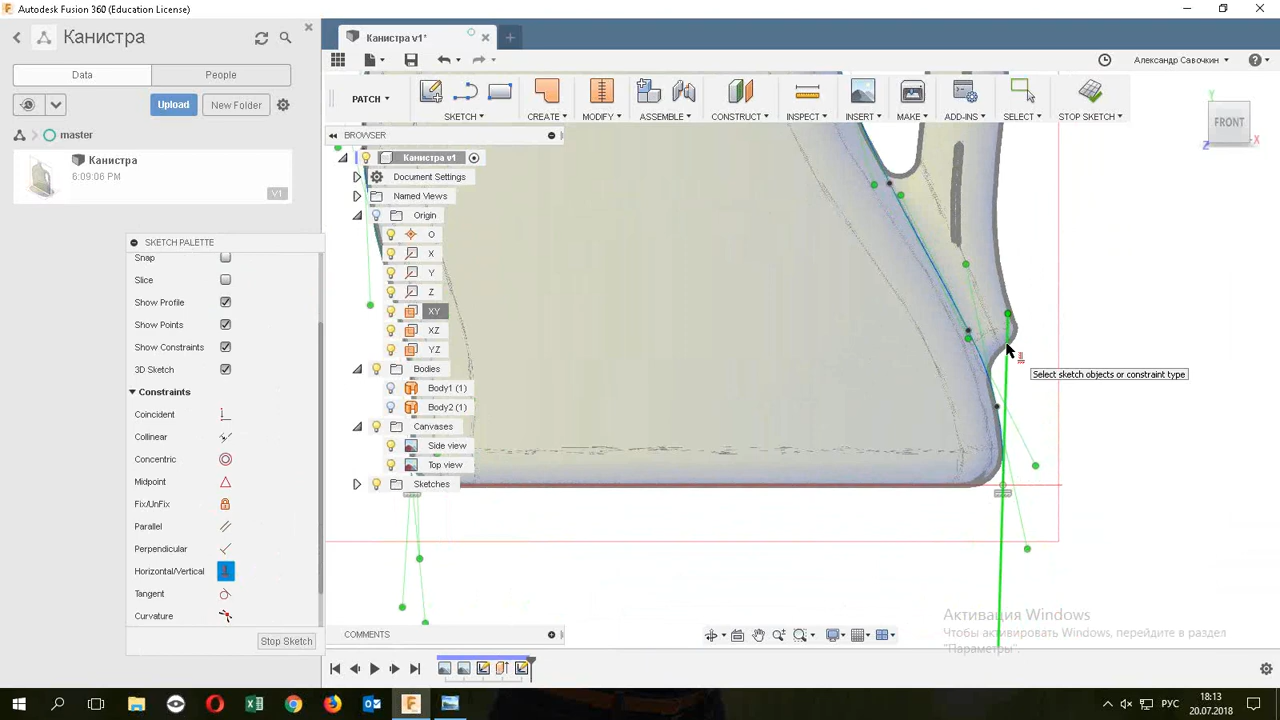 Autodesk Fusion 360 (Education License)
Канистра
Канистра v1*
Data
People
Александр Савочкин
Upload
New Folder
PATCH
SKETCH
CREATE
MODIFY
ASSEMBLE
CONSTRUCT
INSPECT
INSERT
MAKE
ADD-INS
SELECT
STOP SKETCH
master
Канистра
6:09:06 PM
V1
BROWSER
Канистра v1
Document Settings
Named Views
Origin
O
X
Y
Z
XY
XZ
YZ
Bodies
Body1 (1)
Body2 (1)
Canvases
Side view
Top view
Sketches
Y
FRONT
X
Z
SKETCH PALETTE
Snap
Slice
Show Profile
Show Points
Show Constraints
3D Sketch
Constraints
Coincident
Collinear
Concentric
Midpoint
Fix/UnFix
Parallel
Perpendicular
Horizontal/Vertical
Tangent
Curvature
Stop Sketch
Select sketch objects or constraint type
COMMENTS
Активация Windows
Чтобы активировать Windows, перейдите в раздел
"Параметры".
РУС
18:13
20.07.2018